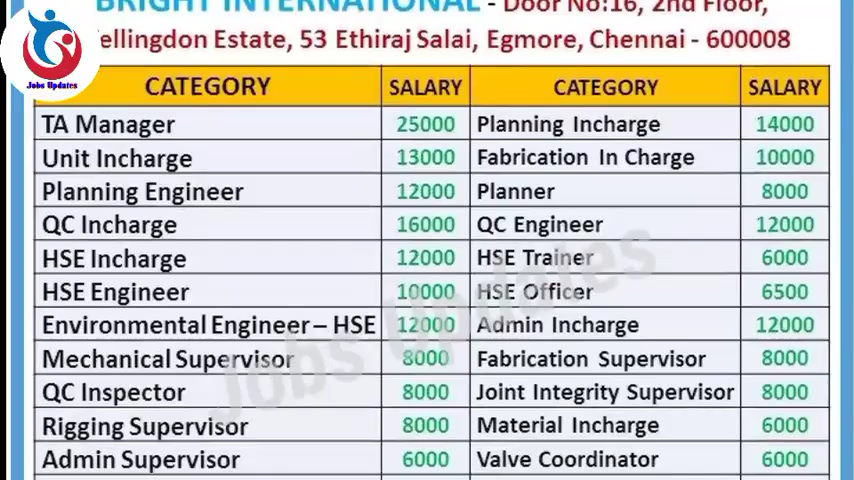 BRIGHT INTERNATIONAL - Door No:16, 2nd Floor,
ellingdon Estate, 53 Ethiraj Salai, Egmore, Chennai - 600008
Jobs Updates
CATEGORY SALARY CATEGORY SALARY
TA Manager 25000 Planning Incharge 14000
Unit Incharge 13000 Fabrication In Charge 10000
Planning Engineer 12000 Planner 8000
QC Incharge 16000 QC Engineer 12000
HSE Incharge 12000 HSE Trainer 6000
HSE Engineer 10000 HSE Officer 6500
Environmental Engineer – HSE 12000 Admin Incharge 12000
Mechanical Supervisor 8000 Fabrication Supervisor 8000
QC Inspector 8000 Joint Integrity Supervisor 8000
Rigging Supervisor 8000 Material Incharge 6000
Admin Supervisor 6000 Valve Coordinator 6000
Jobs Updates